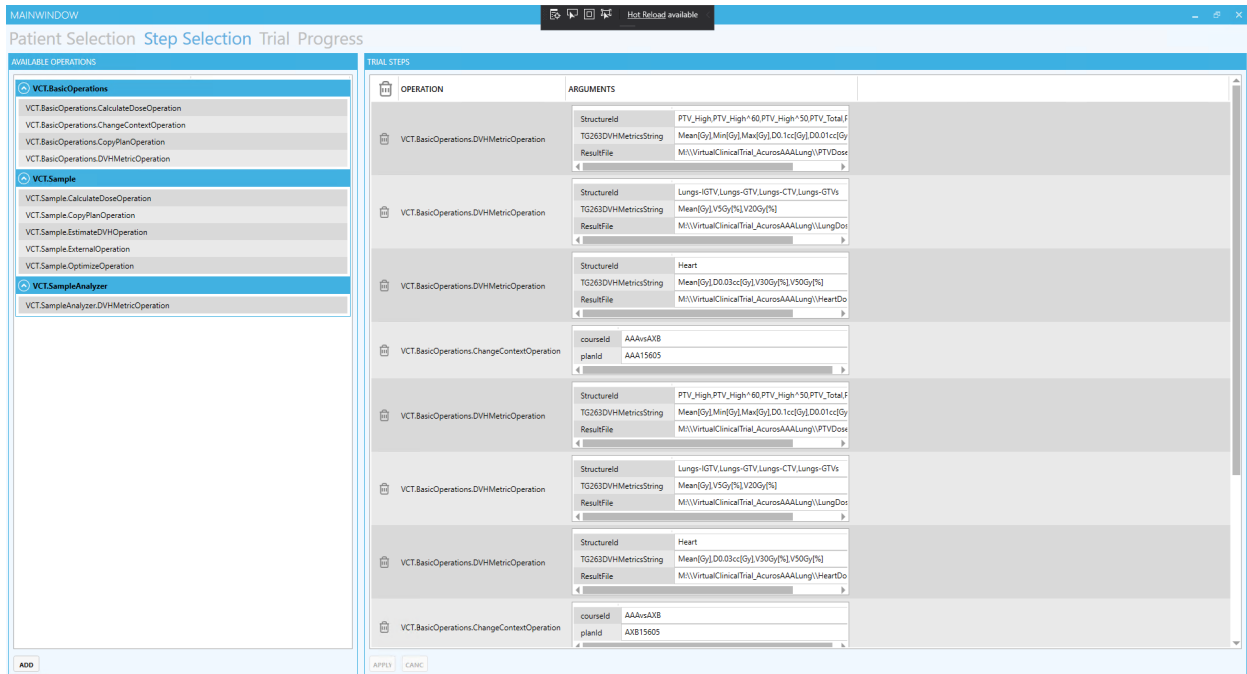 MAINWINDOW
Hot Reload available
Patient Selection Step Selection Trial Progress
AVAILABLE OPERATIONS
VCT.BasicOperations
VCT.BasicOperations.CalculateDoseOperation
VCT.BasicOperations.ChangeContextOperation
VCT.BasicOperations.CopyPlanOperation
VCT.BasicOperations.DVHMetricOperation
VCT.Sample
VCT.Sample.CalculateDoseOperation
VCT.Sample.CopyPlanOperation
VCT.Sample.EstimateDVHOperation
VCT.Sample.ExternalOperation
VCT.Sample.OptimizeOperation
VCT.SampleAnalyzer
VCT.SampleAnalyzer.DVHMetricOperation
ADD
TRIAL STEPS
OPERATION ARGUMENTS
VCT.BasicOperations.DVHMetricOperation
StructureId PTV_High,PTV_High^60,PTV_High^50,PTV_Total,F
TG263DVHMetricsString Mean[Gy],Min[Gy],Max[Gy],D0.1cc[Gy],D0.01cc[Gy
ResultFile M:\\VirtualClinicalTrial_AcurosAAALung\\PTVDose
VCT.BasicOperations.DVHMetricOperation
StructureId Lungs-IGTV,Lungs-GTV,Lungs-CTV,Lungs-GTVs
TG263DVHMetricsString Mean[Gy],V5Gy[%],V20Gy[%]
ResultFile M:\\VirtualClinicalTrial_AcurosAAALung\\LungDos
VCT.BasicOperations.DVHMetricOperation
StructureId Heart
TG263DVHMetricsString Mean[Gy],D0.03cc[Gy],V30Gy[%],V50Gy[%]
ResultFile M:\\VirtualClinicalTrial_AcurosAAALung\\HeartDo
VCT.BasicOperations.ChangeContextOperation
courseId AAAvsAXB
planId AAA15605
VCT.BasicOperations.DVHMetricOperation
StructureId PTV_High,PTV_High^60,PTV_High^50,PTV_Total,F
TG263DVHMetricsString Mean[Gy],Min[Gy],Max[Gy],D0.1cc[Gy],D0.01cc[Gy
ResultFile M:\\VirtualClinicalTrial_AcurosAAALung\\PTVDose
VCT.BasicOperations.DVHMetricOperation
StructureId Lungs-IGTV,Lungs-GTV,Lungs-CTV,Lungs-GTVs
TG263DVHMetricsString Mean[Gy],V5Gy[%],V20Gy[%]
ResultFile M:\\VirtualClinicalTrial_AcurosAAALung\\LungDos
VCT.BasicOperations.DVHMetricOperation
StructureId Heart
TG263DVHMetricsString Mean[Gy],D0.03cc[Gy],V30Gy[%],V50Gy[%]
ResultFile M:\\VirtualClinicalTrial_AcurosAAALung\\HeartDo
VCT.BasicOperations.ChangeContextOperation
courseId AAAvsAXB
planId AXB15605
APPLY CANC